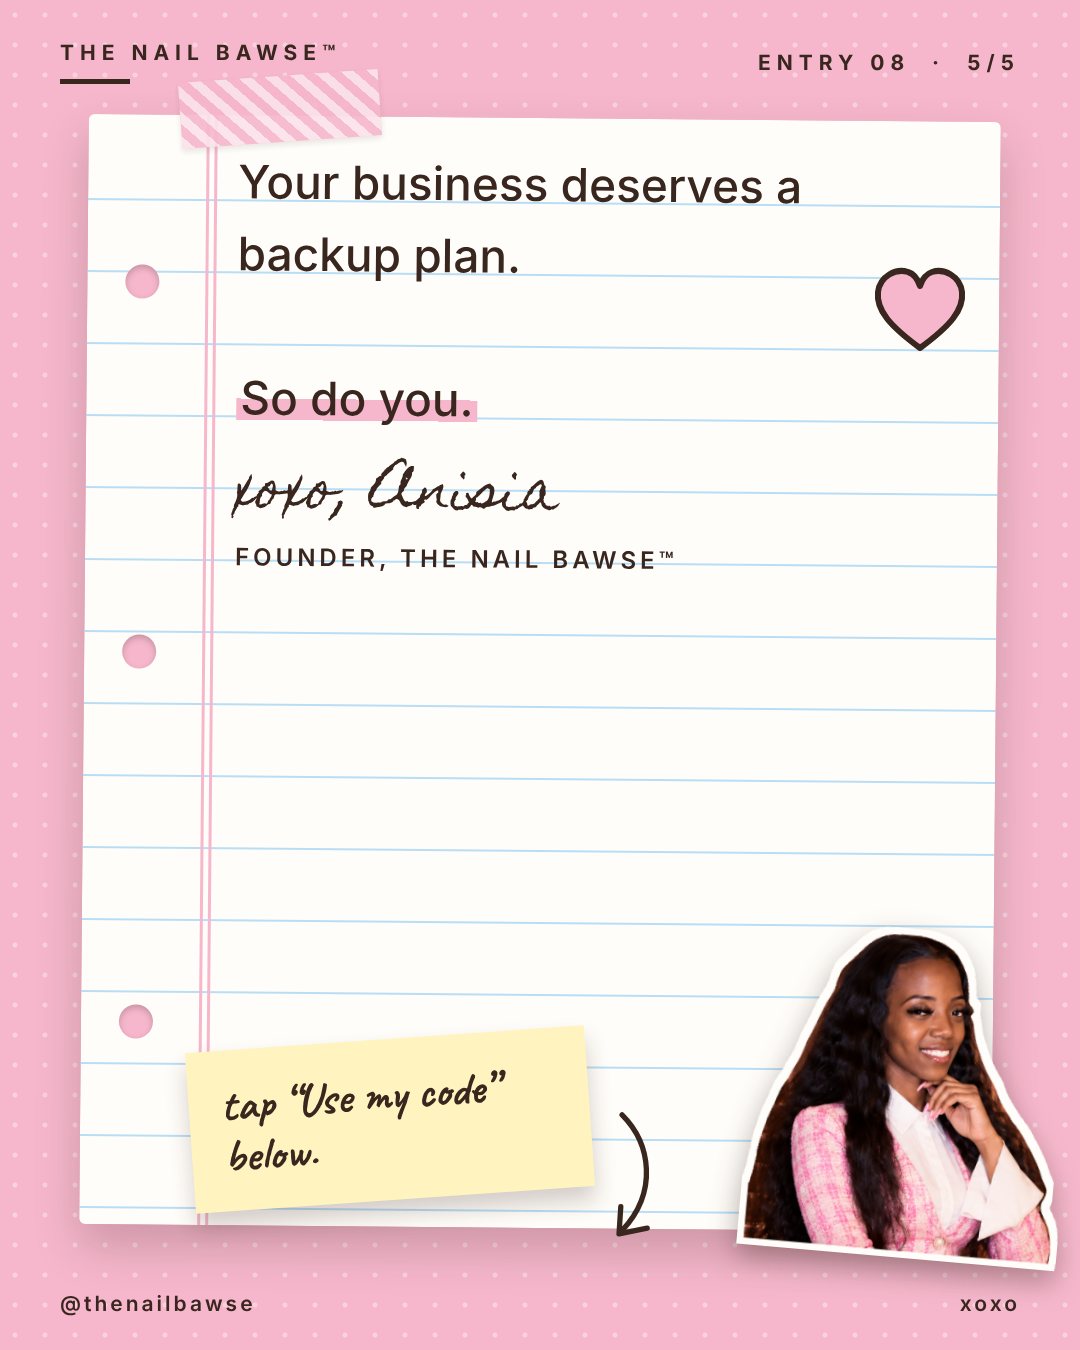 THE NAIL BAWSE™
ENTRY 08 · 5/5
Your business deserves a
backup plan.
So do you.
xoxo, Anisia
FOUNDER, THE NAIL BAWSE™
tap “Use my code”
below.
@thenailbawse
xoxo